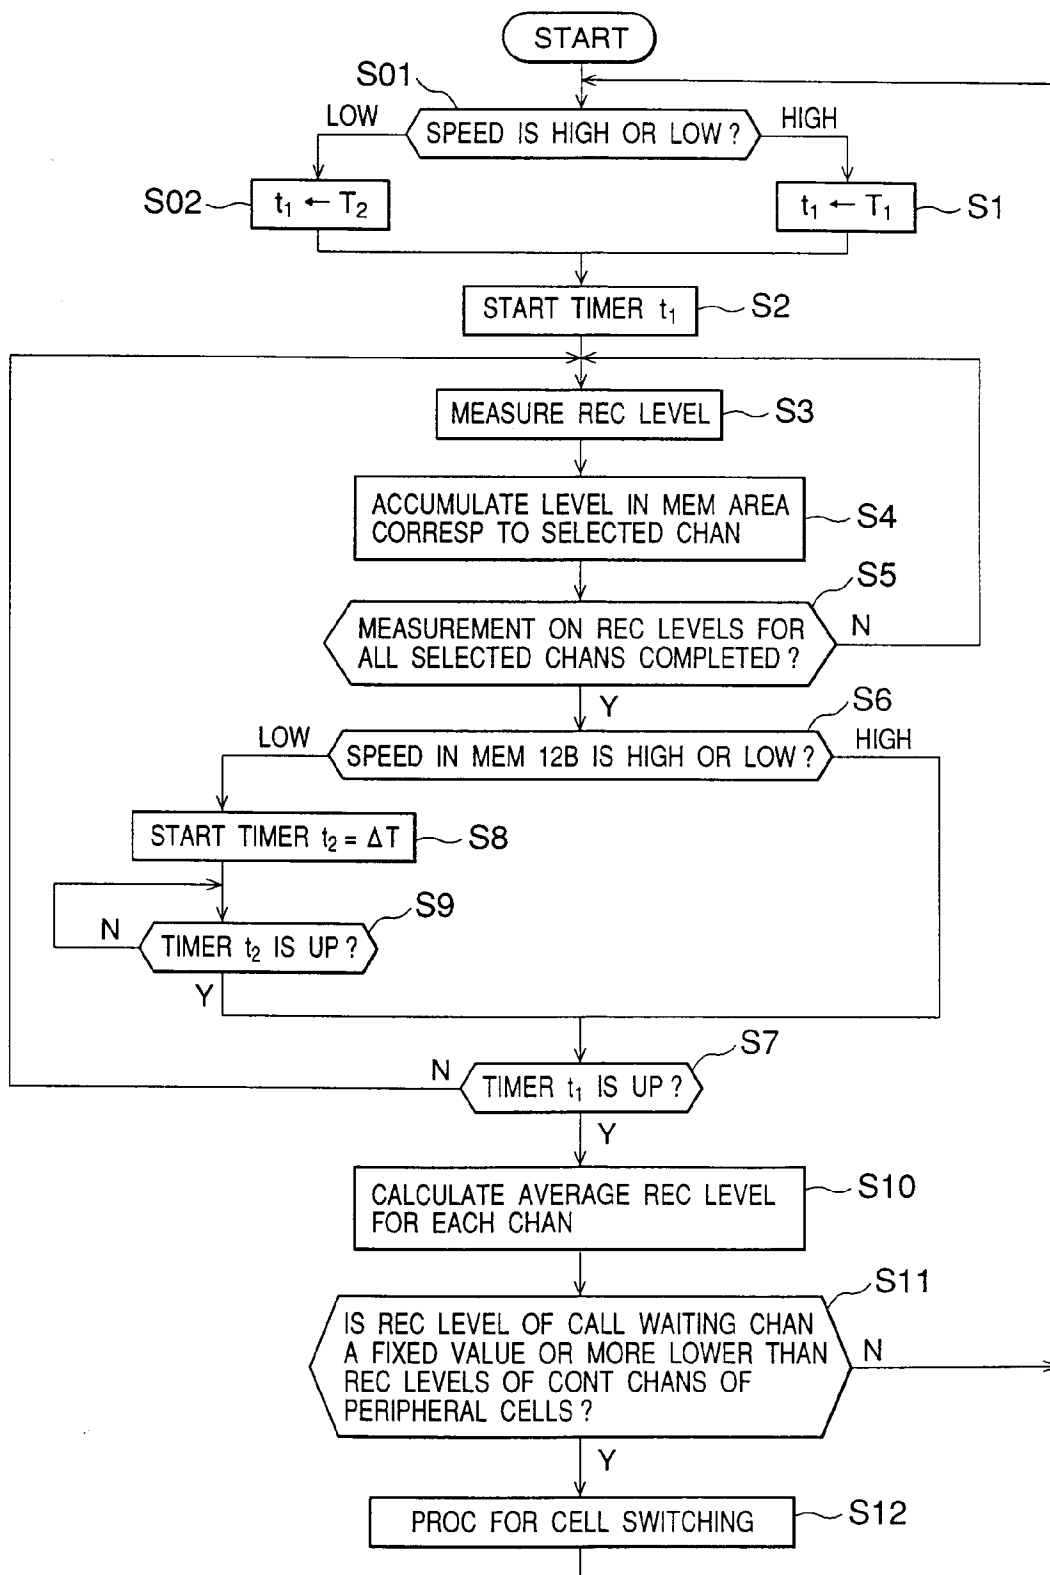 START
S01
LOW
SPEED IS HIGH OR LOW ?
HIGH
S02
t₁ ← T₂
t₁ ← T₁
S1
START TIMER t₁
S2
MEASURE REC LEVEL
S3
ACCUMULATE LEVEL IN MEM AREA
CORRESP TO SELECTED CHAN
S4
S5
MEASUREMENT ON REC LEVELS FOR
ALL SELECTED CHANS COMPLETED ?
N
Y
S6
LOW
SPEED IN MEM 12B IS HIGH OR LOW ?
HIGH
START TIMER t₂ = ΔT
S8
S9
N
TIMER t₂ IS UP ?
Y
S7
N
TIMER t₁ IS UP ?
Y
CALCULATE AVERAGE REC LEVEL
FOR EACH CHAN
S10
S11
IS REC LEVEL OF CALL WAITING CHAN
A FIXED VALUE OR MORE LOWER THAN
REC LEVELS OF CONT CHANS OF
PERIPHERAL CELLS ?
N
Y
PROC FOR CELL SWITCHING
S12